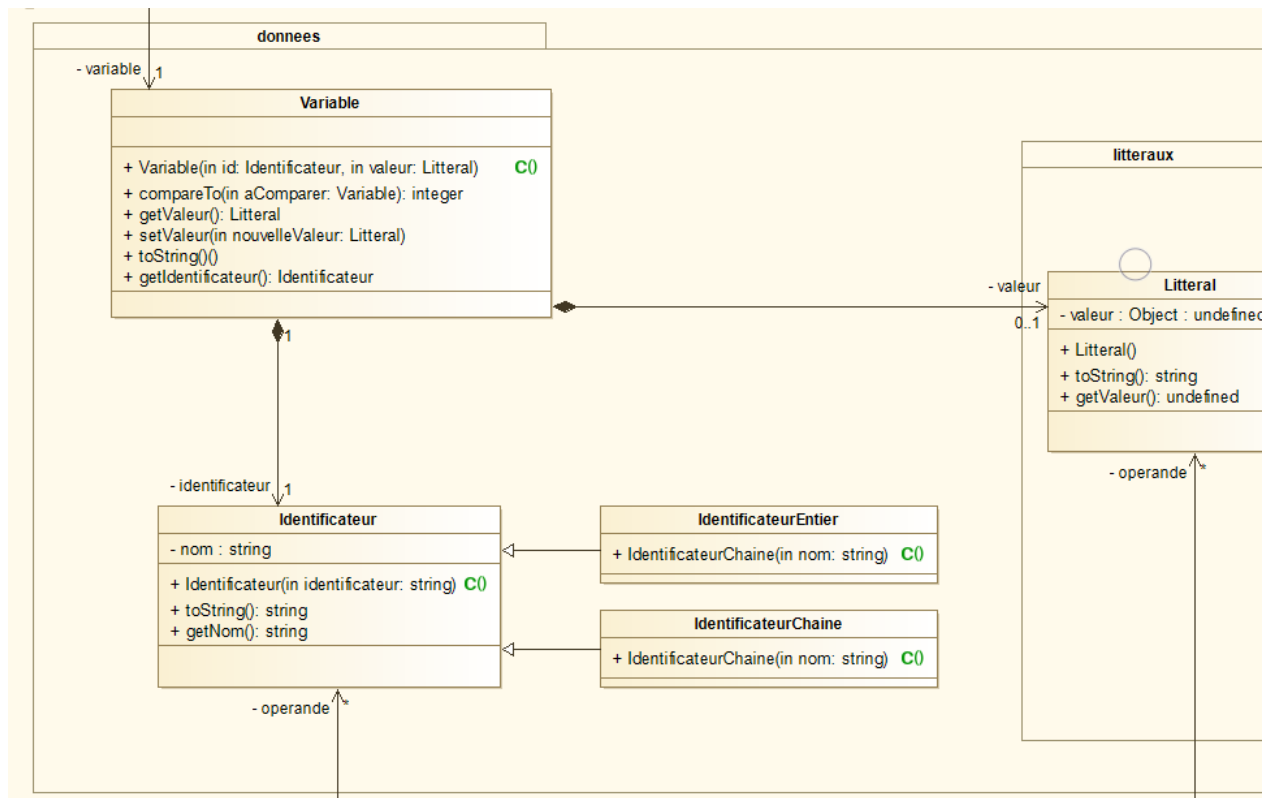 donnees
- variable
1
Variable
+ Variable(in id: Identificateur, in valeur: Litteral) C()
+ compareTo(in aComparer: Variable): integer
+ getValeur(): Litteral
+ setValeur(in nouvelleValeur: Litteral)
+ toString()()
+ getIdentificateur(): Identificateur
litteraux
- valeur
0..1
Litteral
- valeur : Object : undefined
+ Litteral()
+ toString(): string
+ getValeur(): undefined
- operande
*
1
- identificateur
1
Identificateur
- nom : string
+ Identificateur(in identificateur: string) C()
+ toString(): string
+ getNom(): string
IdentificateurEntier
+ IdentificateurChaine(in nom: string) C()
IdentificateurChaine
+ IdentificateurChaine(in nom: string) C()
- operande
*